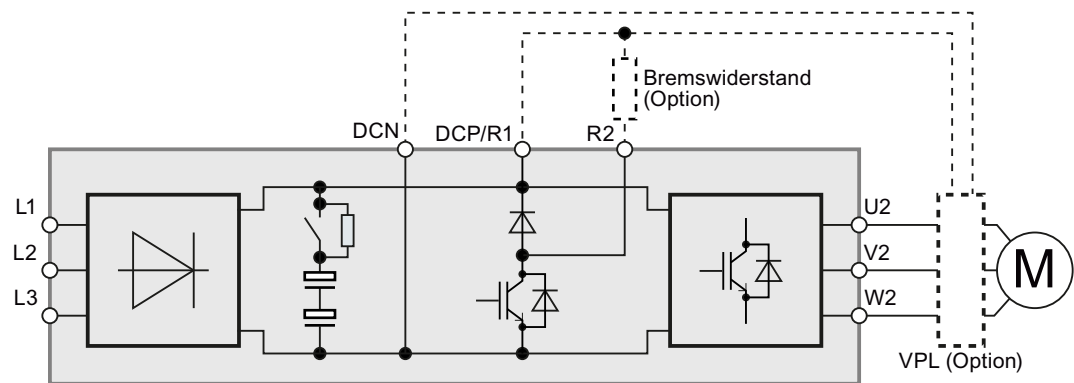 Bremswiderstand
(Option)
DCN
DCP/R1
R2
L1
L2
L3
U2
V2
W2
M
VPL (Option)